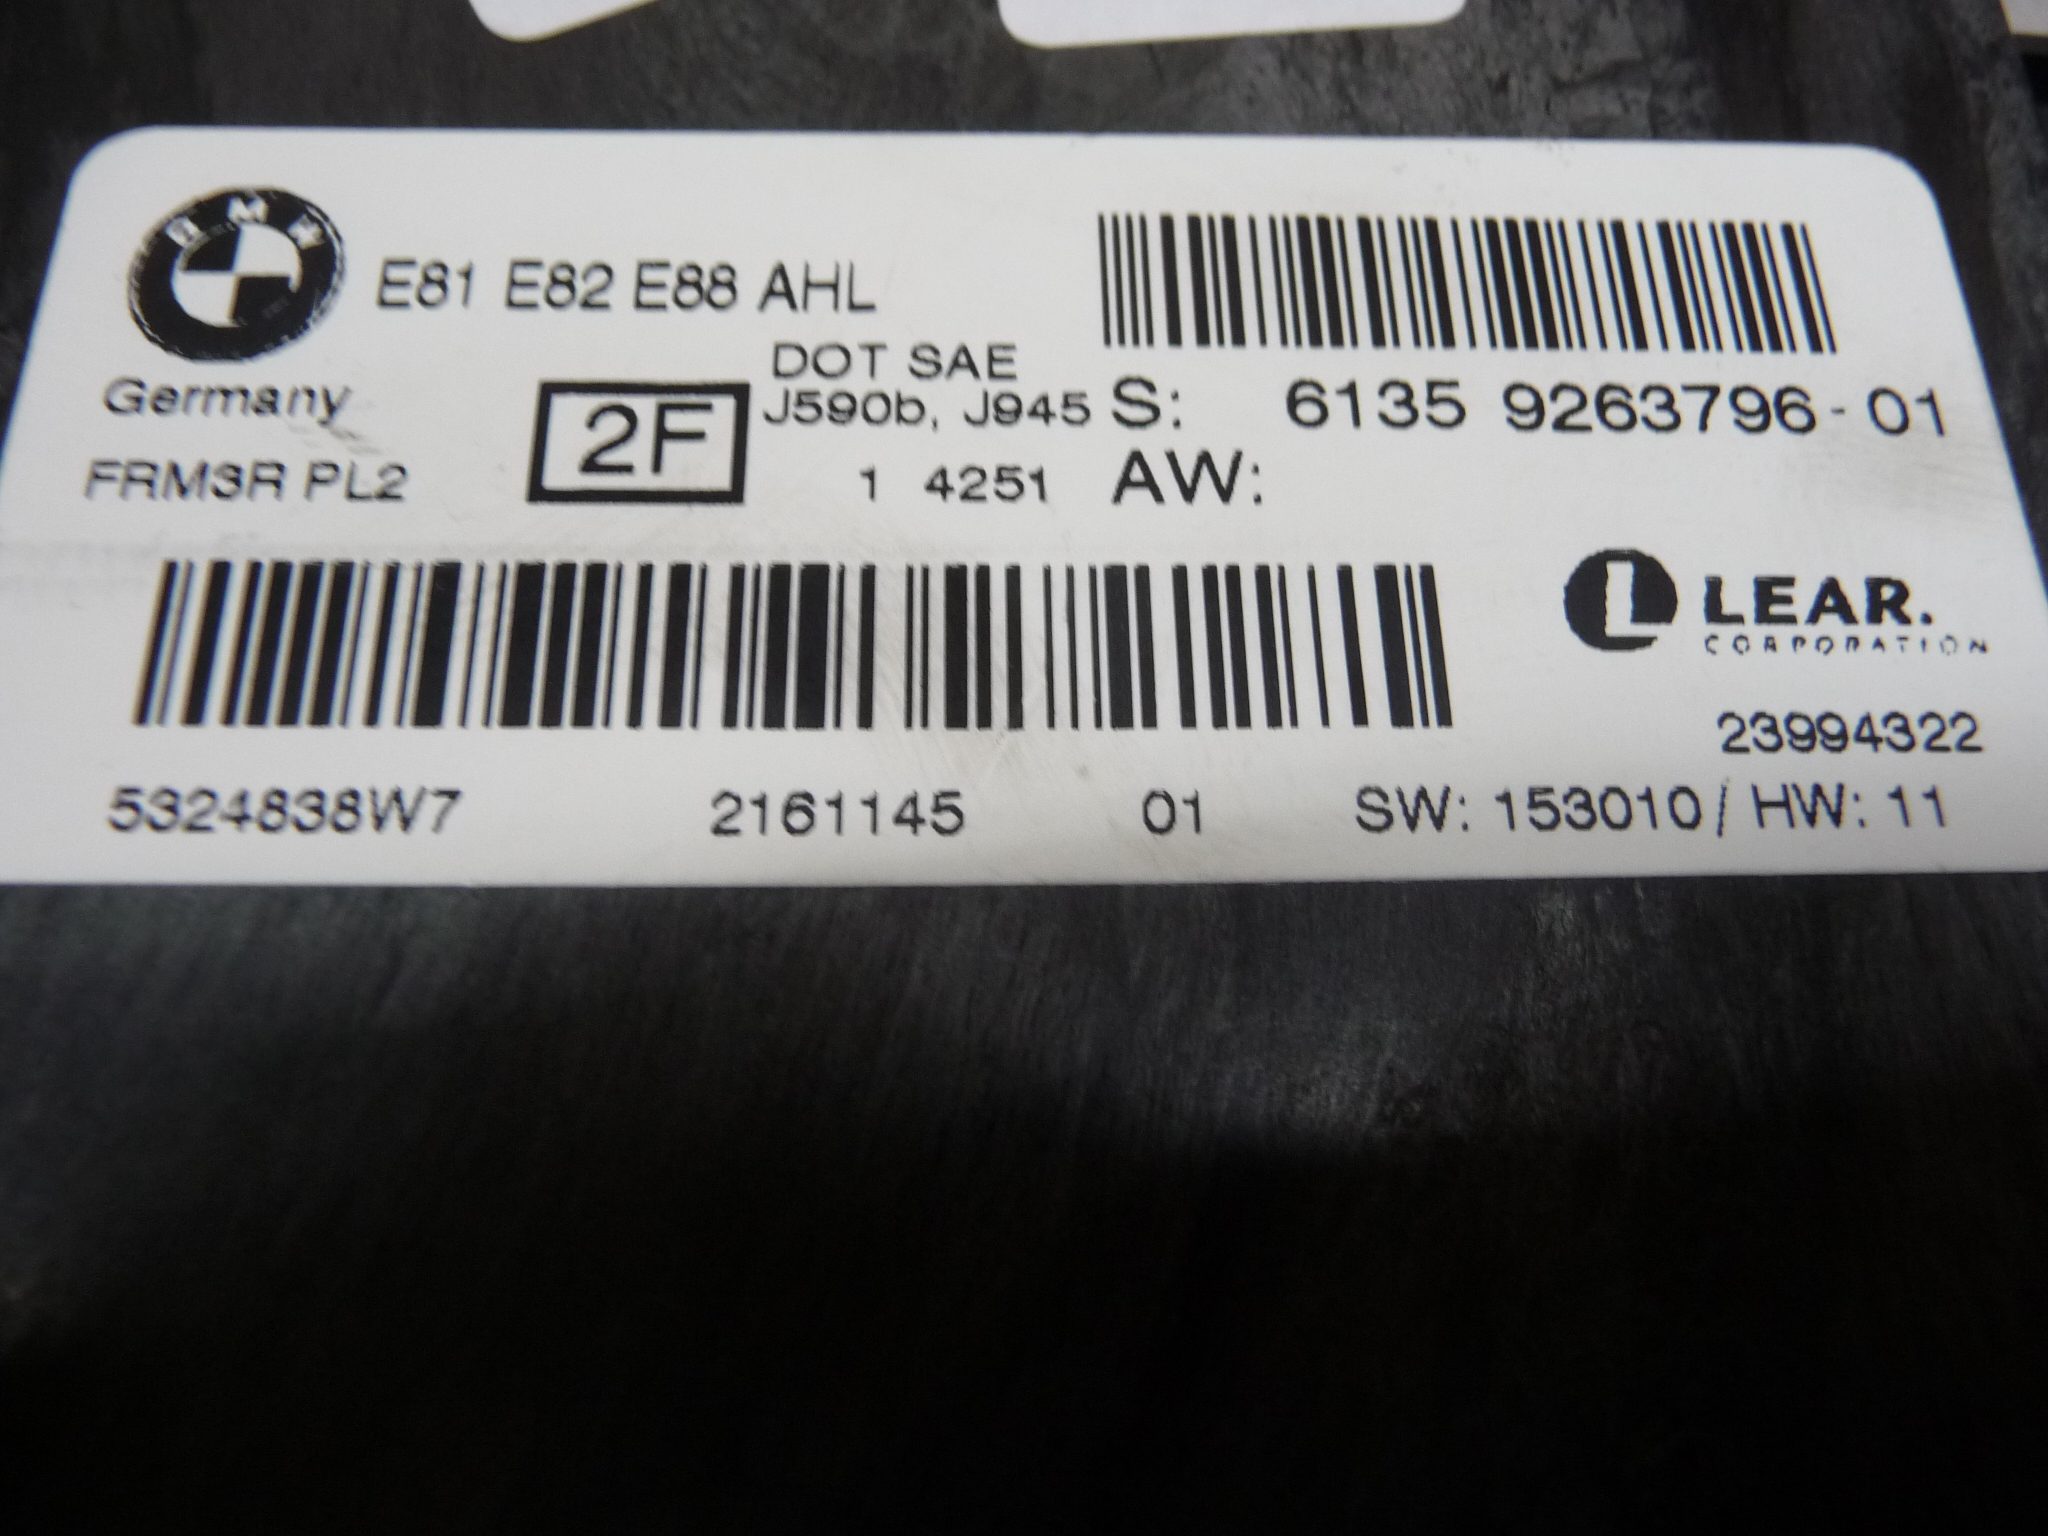 BMW
E81 E82 E88 AHL
Germany
DOT SAE
2F
J590b, J945
S: 6135 9263796-01
FRM3R PL2
1 4251
AW:
LEAR.
CORPORATION
23994322
5324838W7 2161145 01 SW: 153010/ HW: 11